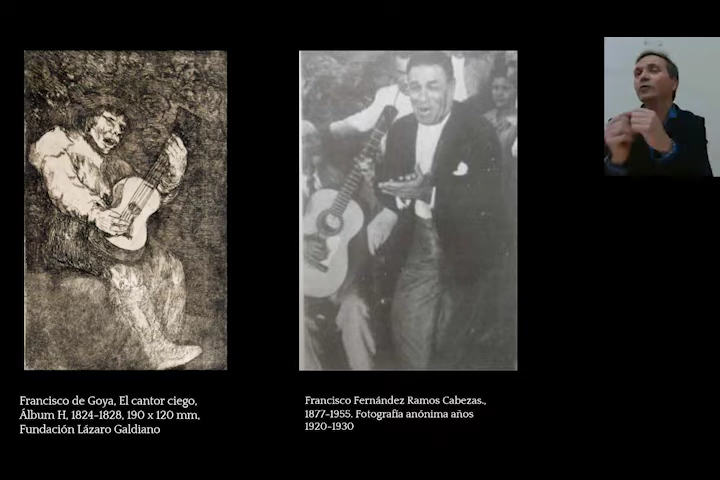 Francisco de Goya, El cantor ciego,
Álbum H, 1824-1828, 190 x 120 mm,
Fundación Lázaro Galdiano
Francisco Fernández Ramos Cabezas.,
1877-1955. Fotografía anónima años
1920-1930